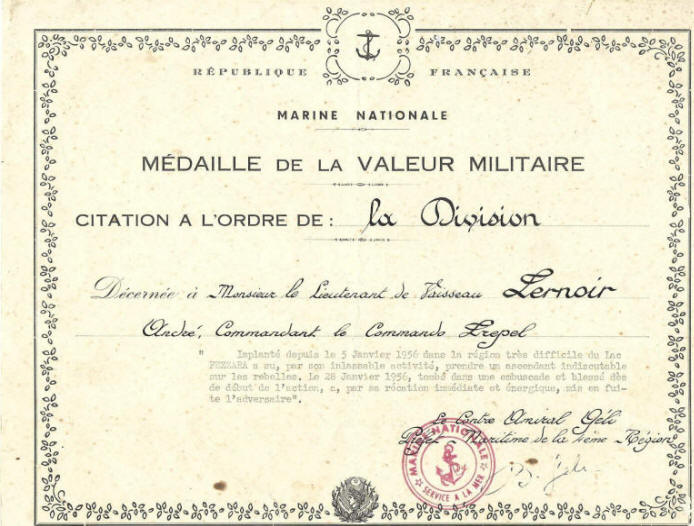 RÉPUBLIQUE FRANÇAISE
MARINE NATIONALE
MÉDAILLE DE LA VALEUR MILITAIRE
CITATION A L'ORDRE DE : la Division
Décernée à Monsieur le Lieutenant de Vaisseau Lernoir
André, Commandant le Commando Trepel
" Implanté depuis le 5 Janvier 1956 dans la région très difficile du Lac
FEZZARA a su, par son inlassable activité, prendre un ascendant indiscutable
sur les rebelles. Le 28 Janvier 1956, tombé dans une embuscade et blessé dès
de début de l'action, a, par sa réaction immédiate et énergique, mis en fui-
te l'adversaire".
Le Contre Amiral Géli
Préfet Maritime de la 4ème Région
MARINE NATIONALE
SERVICE A LA MER